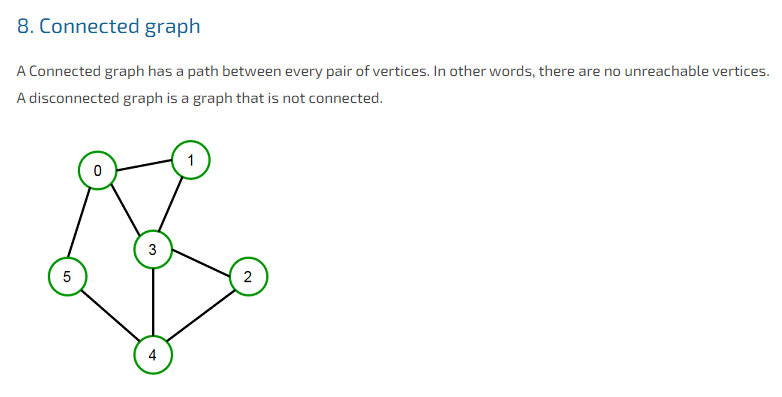 8. Connected graph
A Connected graph has a path between every pair of vertices. In other words, there are no unreachable vertices.
A disconnected graph is a graph that is not connected.
1
0
3
5
2
4